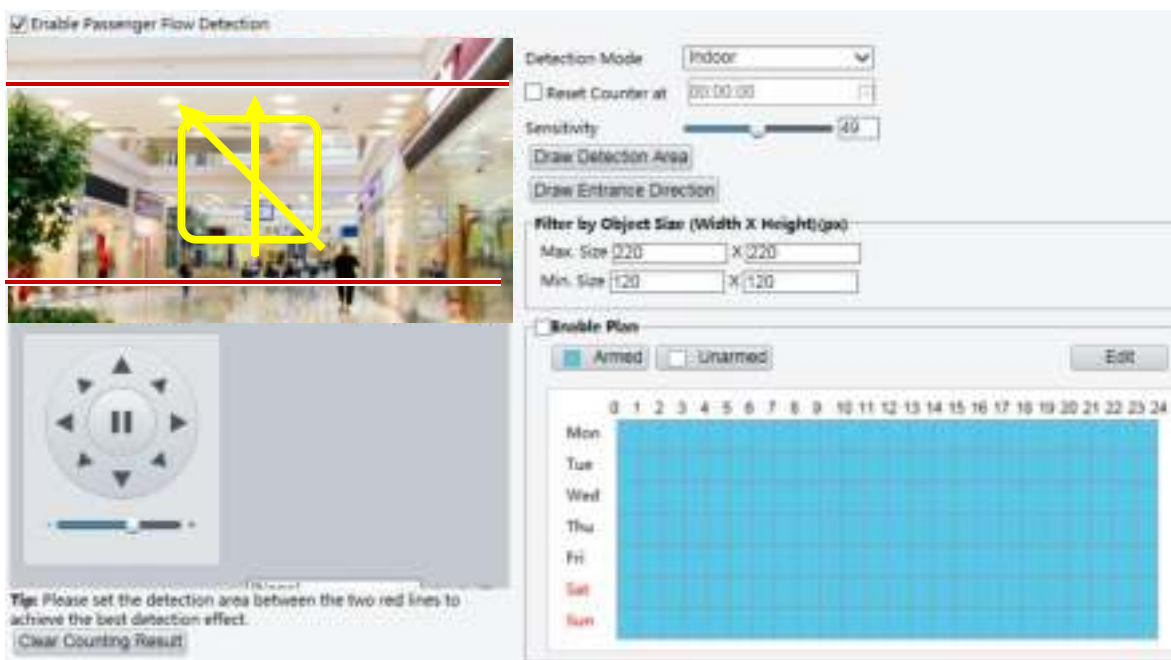 Enable Passenger Flow Detection
Detection Mode Indoor
Reset Counter at 00:00:00
Sensitivity 49
Draw Detection Area
Draw Entrance Direction
Filter by Object Size (Width X Height)(px)
Max. Size 220 X 220
Min. Size 120 X 120
Enable Plan
Armed Unarmed Edit
0 1 2 3 4 5 6 7 8 9 10 11 12 13 14 15 16 17 18 19 20 21 22 23 24
Mon
Tue
Wed
Thu
Fri
Sat
Sun
Tip: Please set the detection area between the two red lines to
achieve the best detection effect.
Clear Counting Result